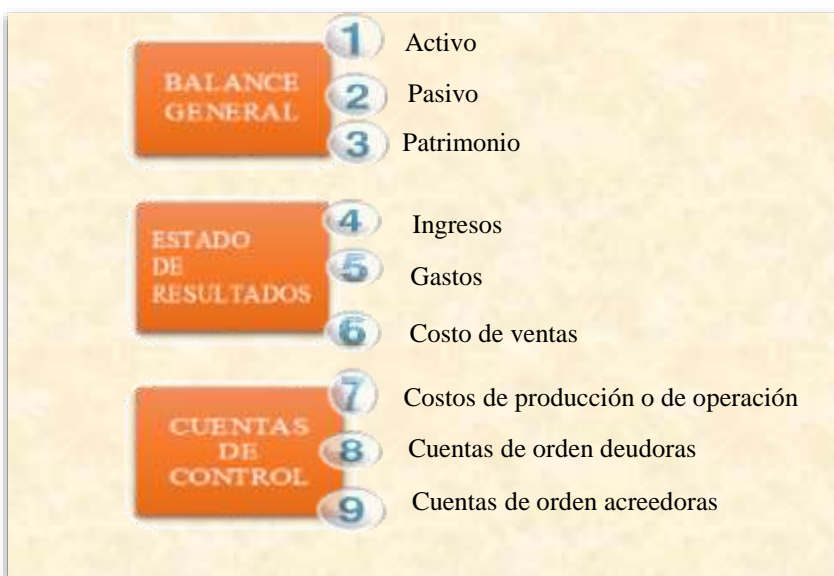 BALANCE
GENERAL
1 Activo
2 Pasivo
3 Patrimonio
ESTADO
DE
RESULTADOS
4 Ingresos
5 Gastos
6 Costo de ventas
CUENTAS
DE
CONTROL
7 Costos de producción o de operación
8 Cuentas de orden deudoras
9 Cuentas de orden acreedoras